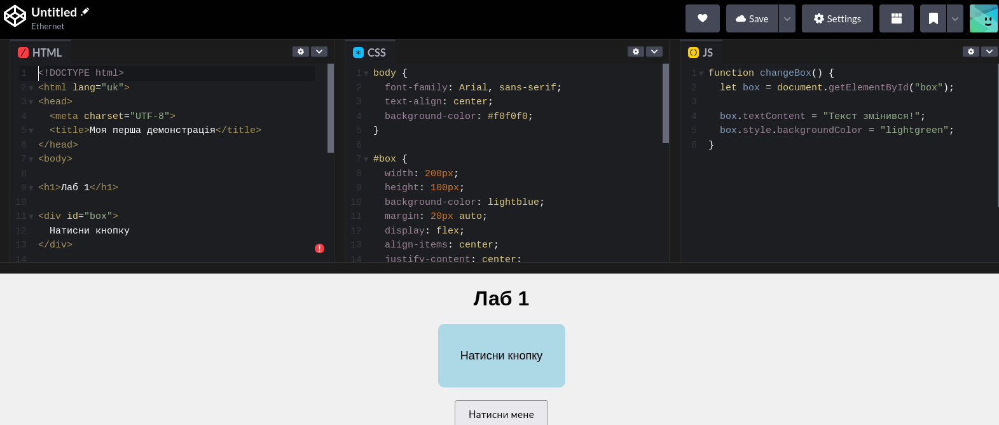 Untitled
Ethernet
Save
Settings
HTML
1 <!DOCTYPE html>
2 <html lang="uk">
3 <head>
4 <meta charset="UTF-8">
5 <title>Моя перша демонстрація</title>
6 </head>
7 <body>
8
9 <h1>Лаб 1</h1>
10
11 <div id="box">
12 Натисни кнопку
13 </div>
14
CSS
1 body {
2 font-family: Arial, sans-serif;
3 text-align: center;
4 background-color: #f0f0f0;
5 }
6
7 #box {
8 width: 200px;
9 height: 100px;
10 background-color: lightblue;
11 margin: 20px auto;
12 display: flex;
13 align-items: center;
14 justify-content: center;
JS
1 function changeBox() {
2 let box = document.getElementById("box");
3
4 box.textContent = "Текст змінився!";
5 box.style.backgroundColor = "lightgreen";
6 }
Лаб 1
Натисни кнопку
Натисни мене